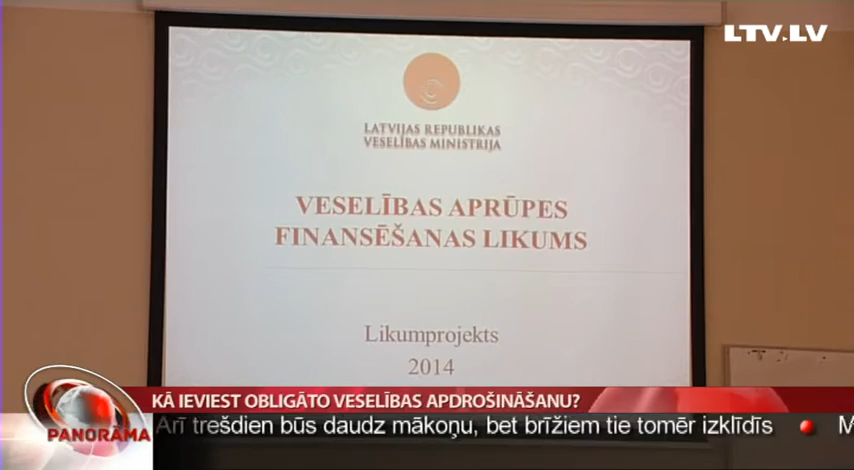 LTV.LV
LATVIJAS REPUBLIKAS
VESELĪBAS MINISTRIJA
VESELĪBAS APRŪPES
FINANSĒŠANAS LIKUMS
Likumprojekts
2014
KĀ IEVIEST OBLIGĀTO VESELĪBAS APDROŠINĀŠANU?
PANORĀMA
Arī trešdien būs daudz mākoņu, bet brīžiem tie tomēr izklīdīs • M